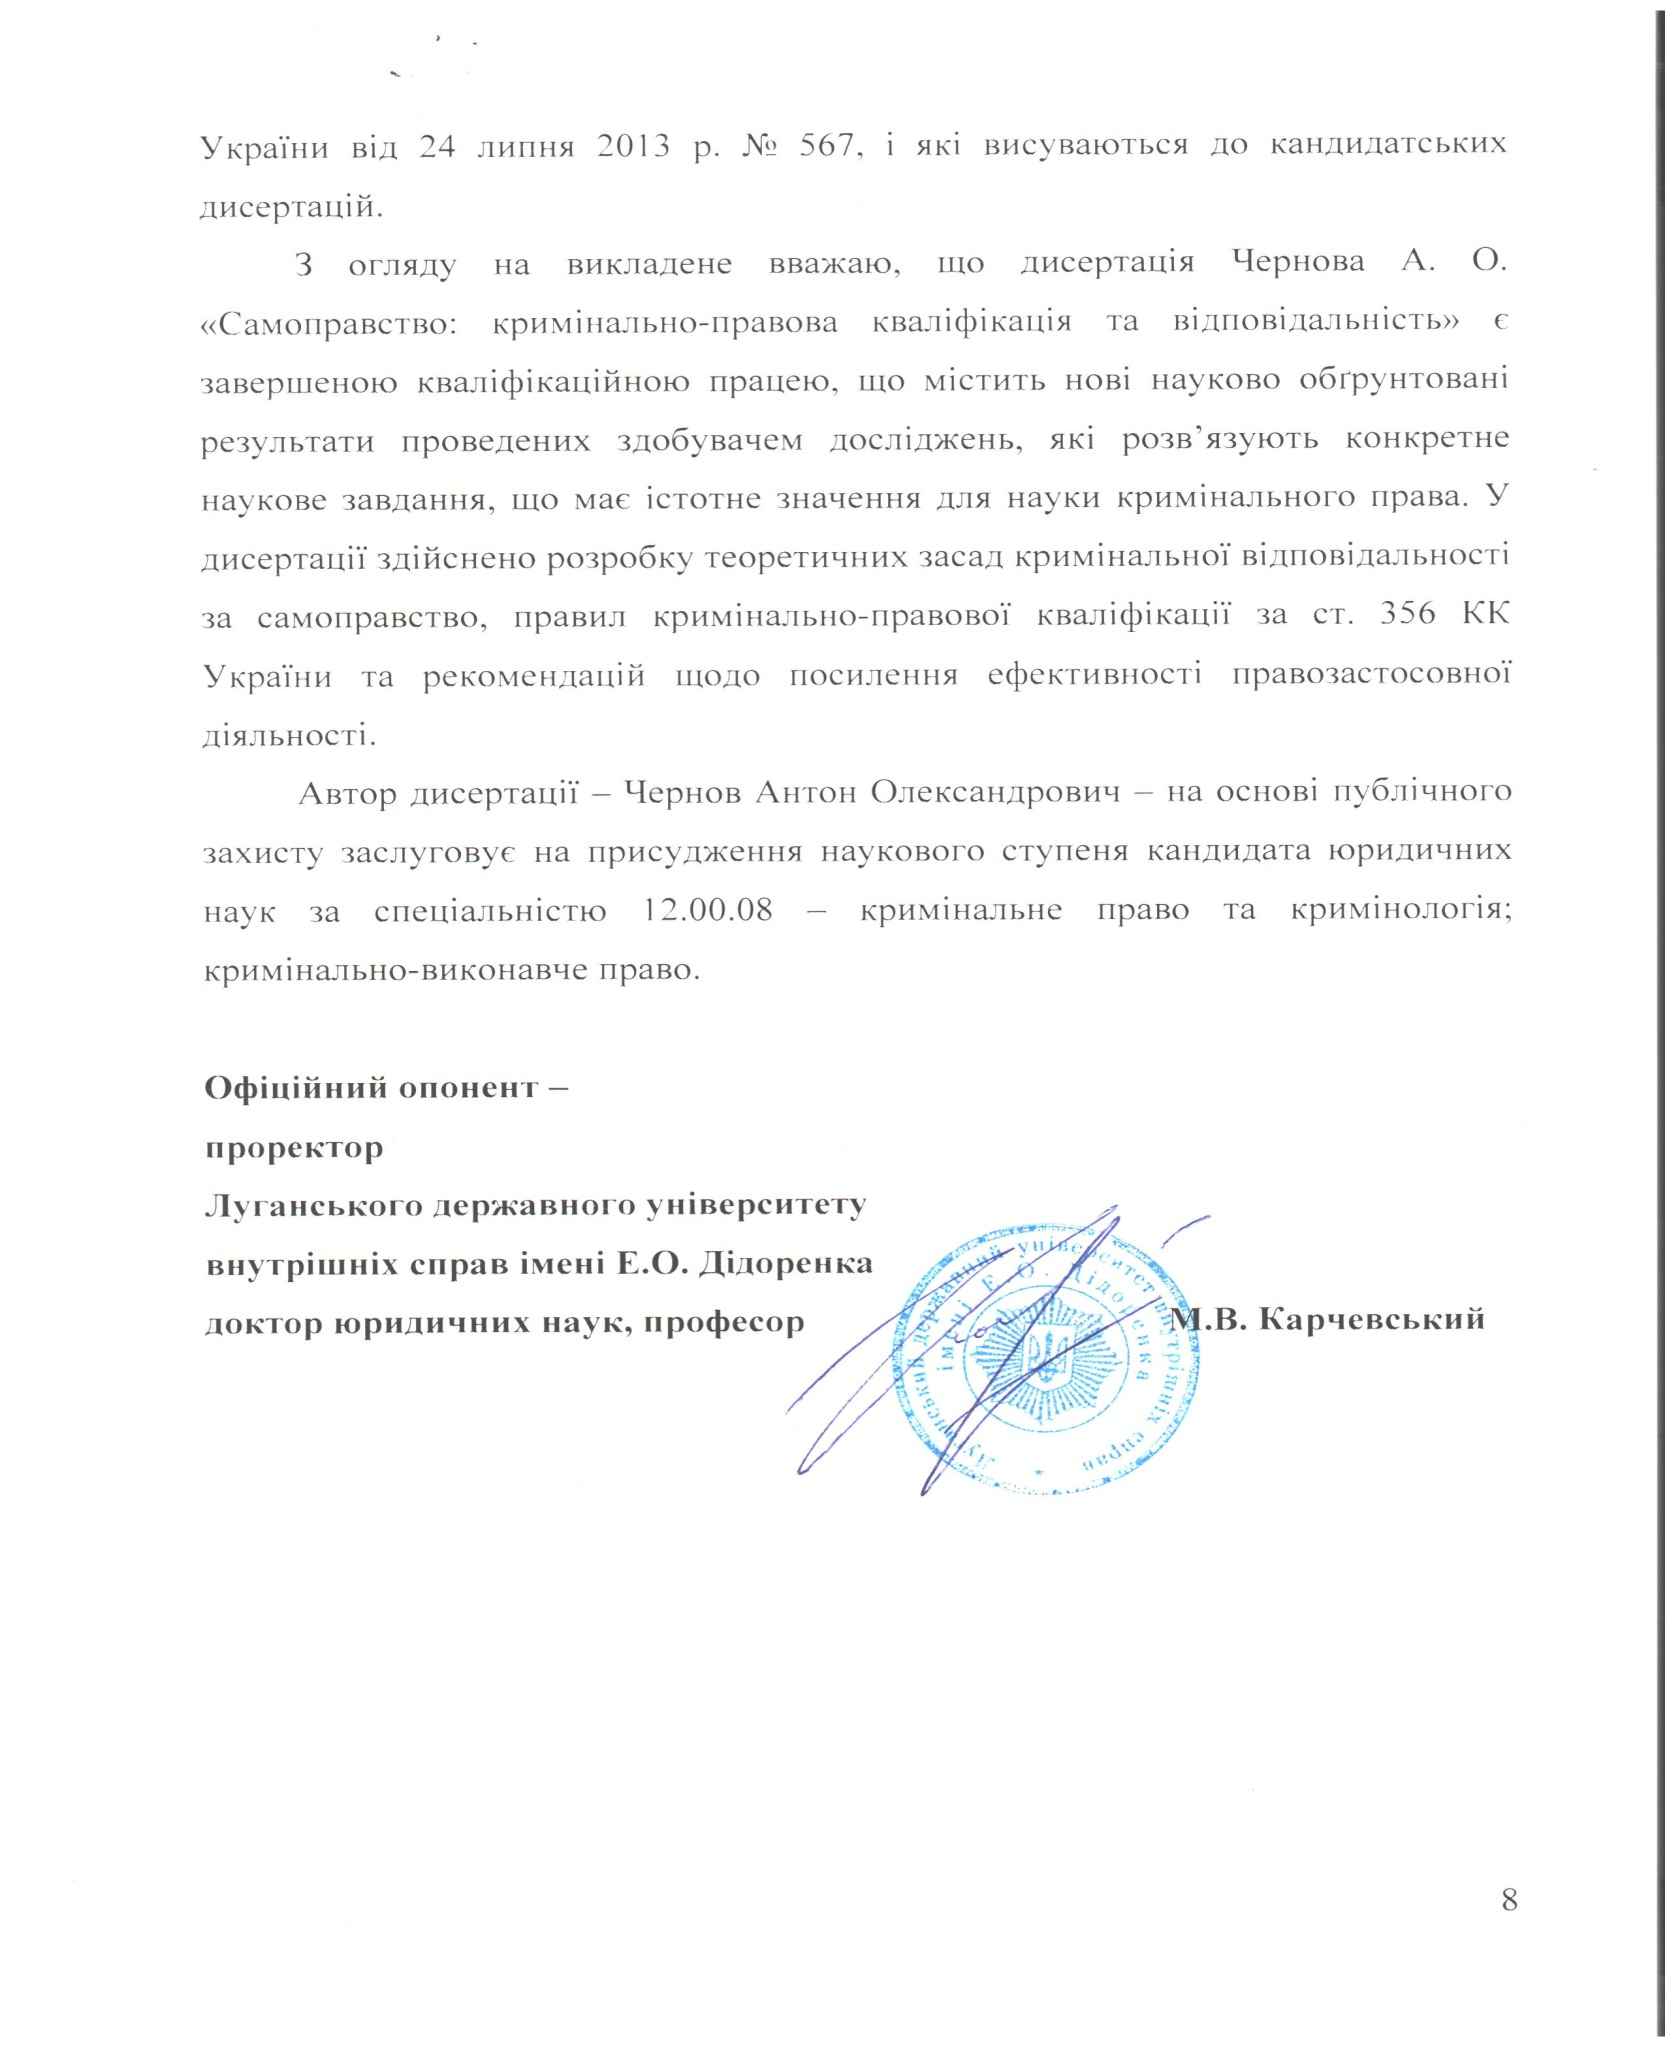 України від 24 липня 2013 р. № 567, і які висуваються до кандидатських
дисертацій.
З огляду на викладене вважаю, що дисертація Чернова А. О.
«Самоправство: кримінально-правова кваліфікація та відповідальність» є
завершеною кваліфікаційною працею, що містить нові науково обґрунтовані
результати проведених здобувачем досліджень, які розв’язують конкретне
наукове завдання, що має істотне значення для науки кримінального права. У
дисертації здійснено розробку теоретичних засад кримінальної відповідальності
за самоправство, правил кримінально-правової кваліфікації за ст. 356 КК
України та рекомендацій щодо посилення ефективності правозастосовної
діяльності.
Автор дисертації – Чернов Антон Олександрович – на основі публічного
захисту заслуговує на присудження наукового ступеня кандидата юридичних
наук за спеціальністю 12.00.08 – кримінальне право та кримінологія;
кримінально-виконавче право.
Офіційний опонент –
проректор
Луганського державного університету
внутрішніх справ імені Е.О. Дідоренка
доктор юридичних наук, професор М.В. Карчевський
державний університет внутрішніх справ
імені Е.О. Дідоренка
8